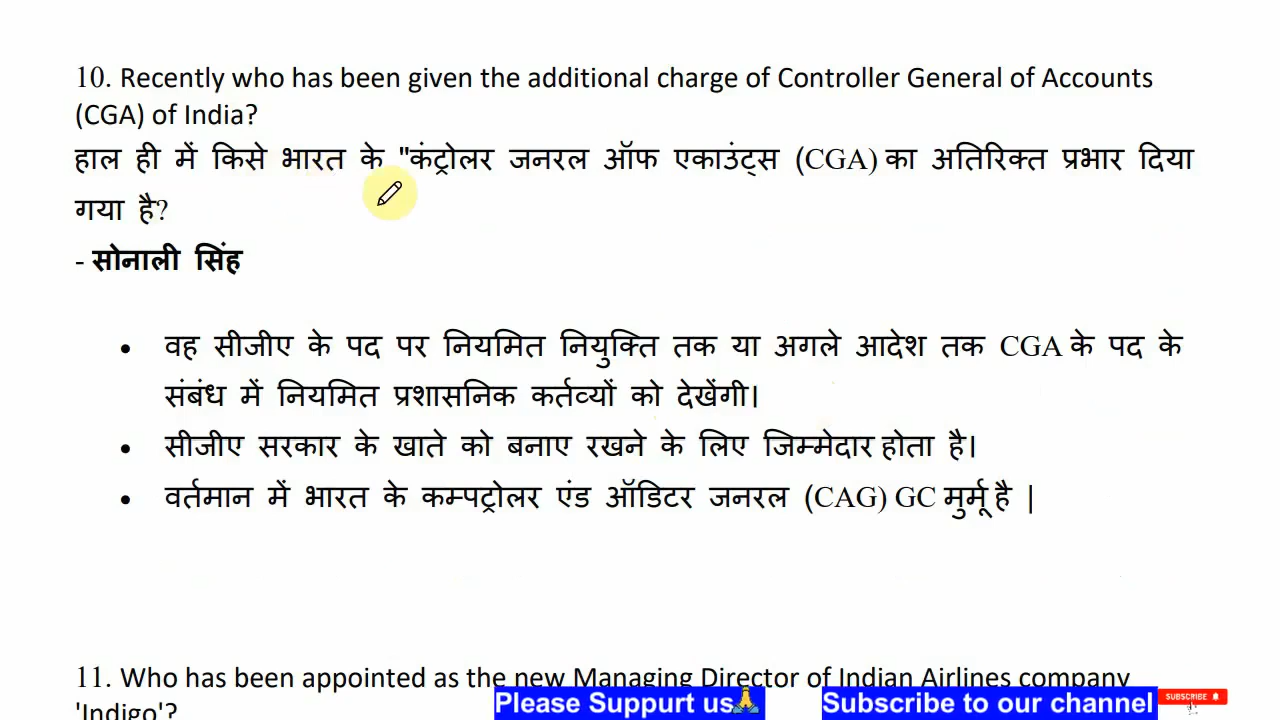 10. Recently who has been given the additional charge of Controller General of Accounts
(CGA) of India?
हाल ही में किसे भारत के "कंट्रोलर जनरल ऑफ एकाउंट्स (CGA) का अतिरिक्त प्रभार दिया
गया है?
- सोनाली सिंह
• वह सीजीए के पद पर नियमित नियुक्ति तक या अगले आदेश तक CGA के पद के
संबंध में नियमित प्रशासनिक कर्तव्यों को देखेंगी।
• सीजीए सरकार के खाते को बनाए रखने के लिए जिम्मेदार होता है।
• वर्तमान में भारत के कम्पट्रोलर एंड ऑडिटर जनरल (CAG) GC मुर्मू है |
11. Who has been appointed as the new Managing Director of Indian Airlines company
'Indigo'?
Please Suppurt us🙏 Subscribe to our channel SUBSCRIBE